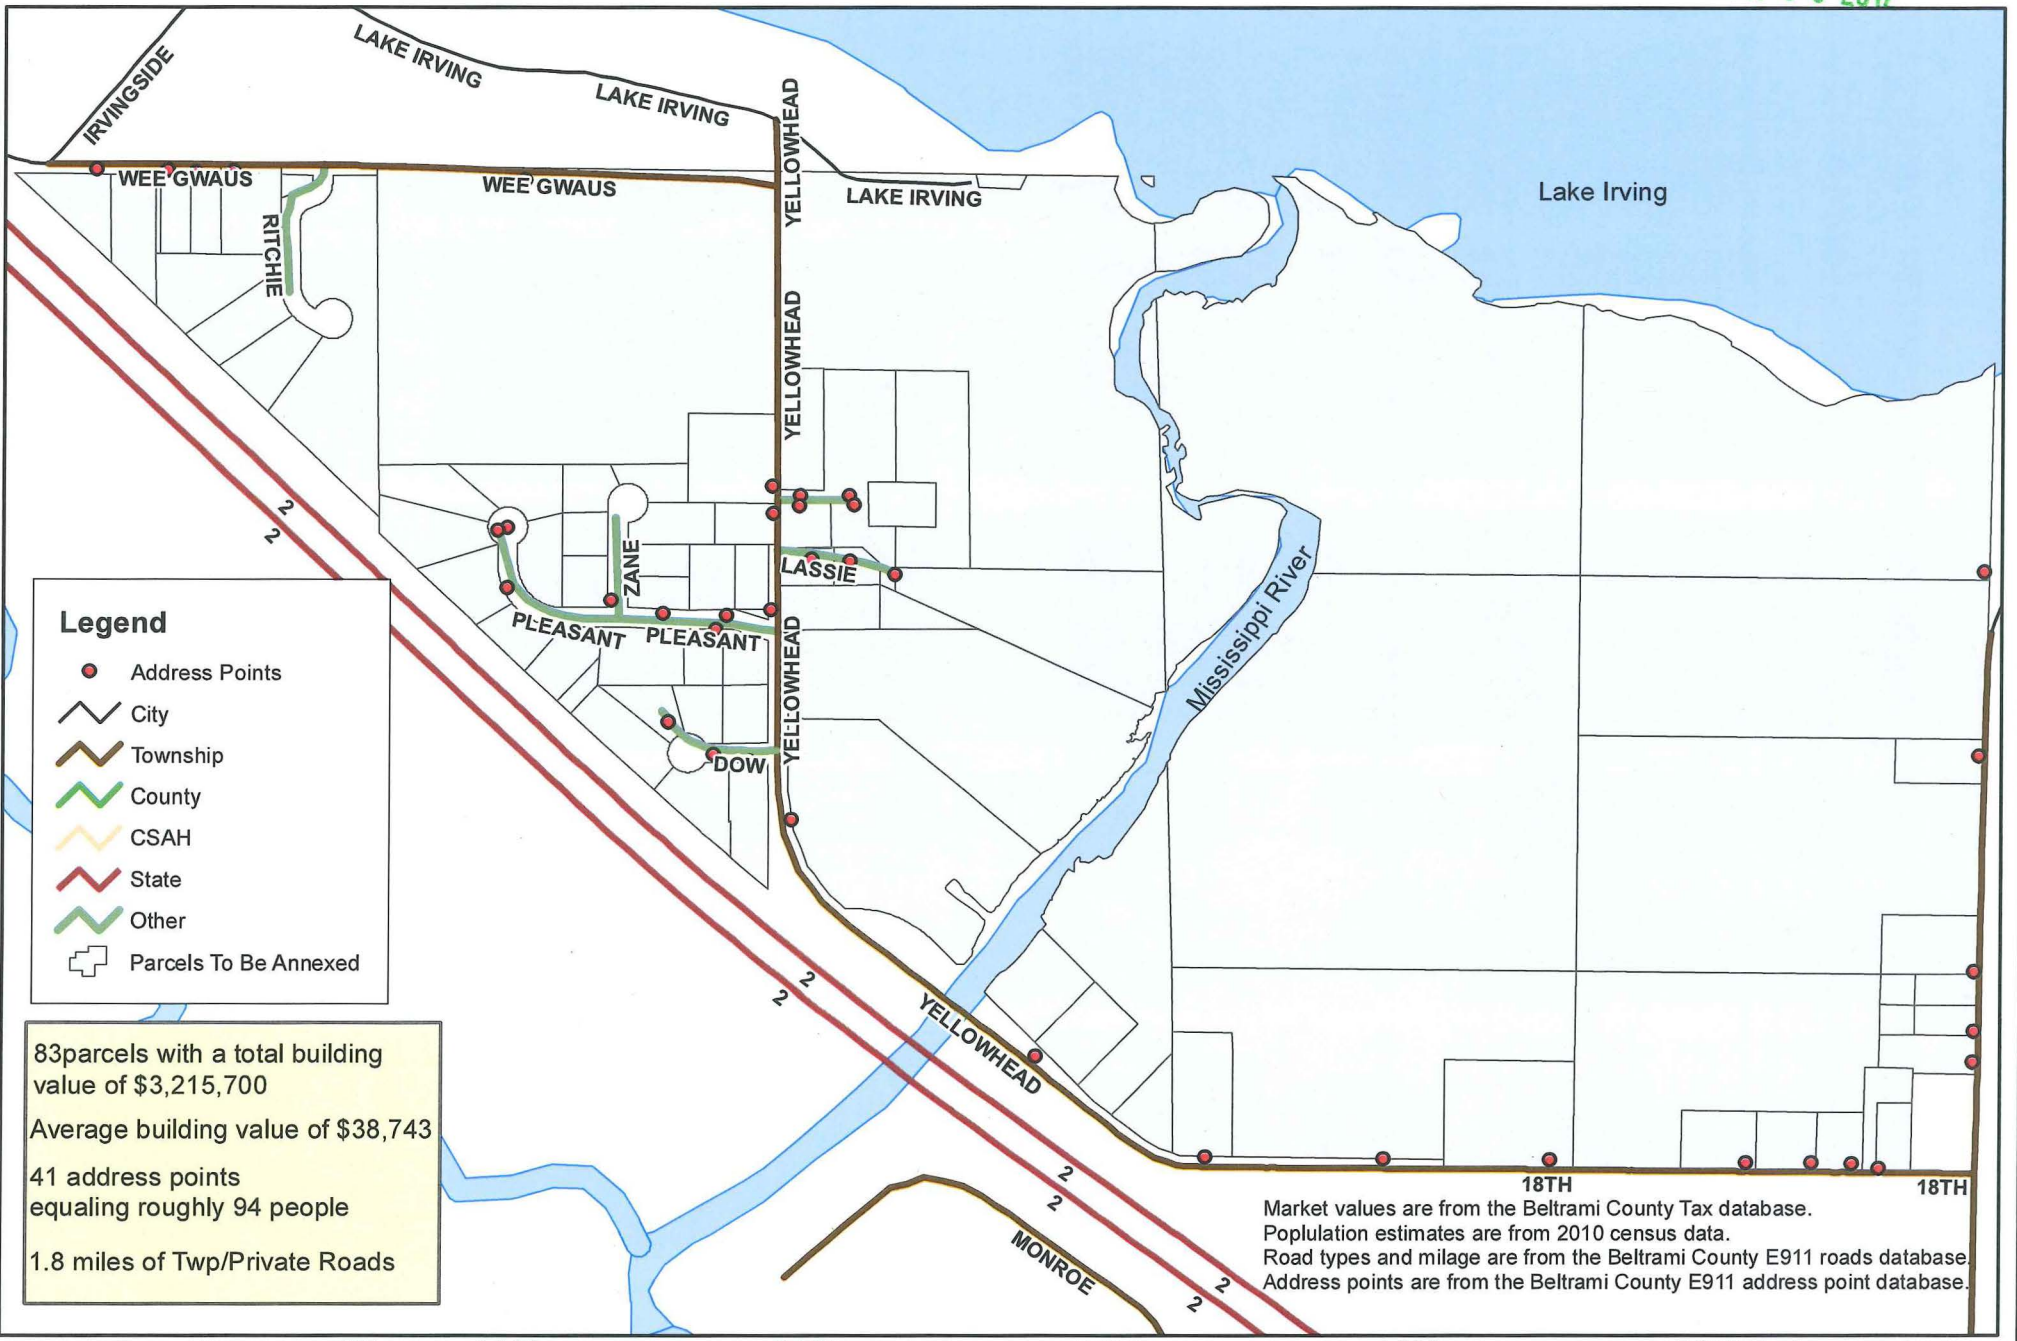 IRVINGSIDE
LAKE IRVING
LAKE IRVING
YELLOWHEAD
WEE GWAUS
WEE GWAUS
LAKE IRVING
Lake Irving
RITCHIE
YELLOWHEAD
2
2
ZANE
LASSIE
PLEASANT
PLEASANT
YELLOWHEAD
DOW
Mississippi River
Legend
Address Points
City
Township
County
CSAH
State
Other
Parcels To Be Annexed
2
2
YELLOWHEAD
83parcels with a total building
value of $3,215,700
Average building value of $38,743
41 address points
equaling roughly 94 people
1.8 miles of Twp/Private Roads
2
2
MONROE
2
2
18TH
18TH
Market values are from the Beltrami County Tax database.
Poplulation estimates are from 2010 census data.
Road types and milage are from the Beltrami County E911 roads database.
Address points are from the Beltrami County E911 address point database.